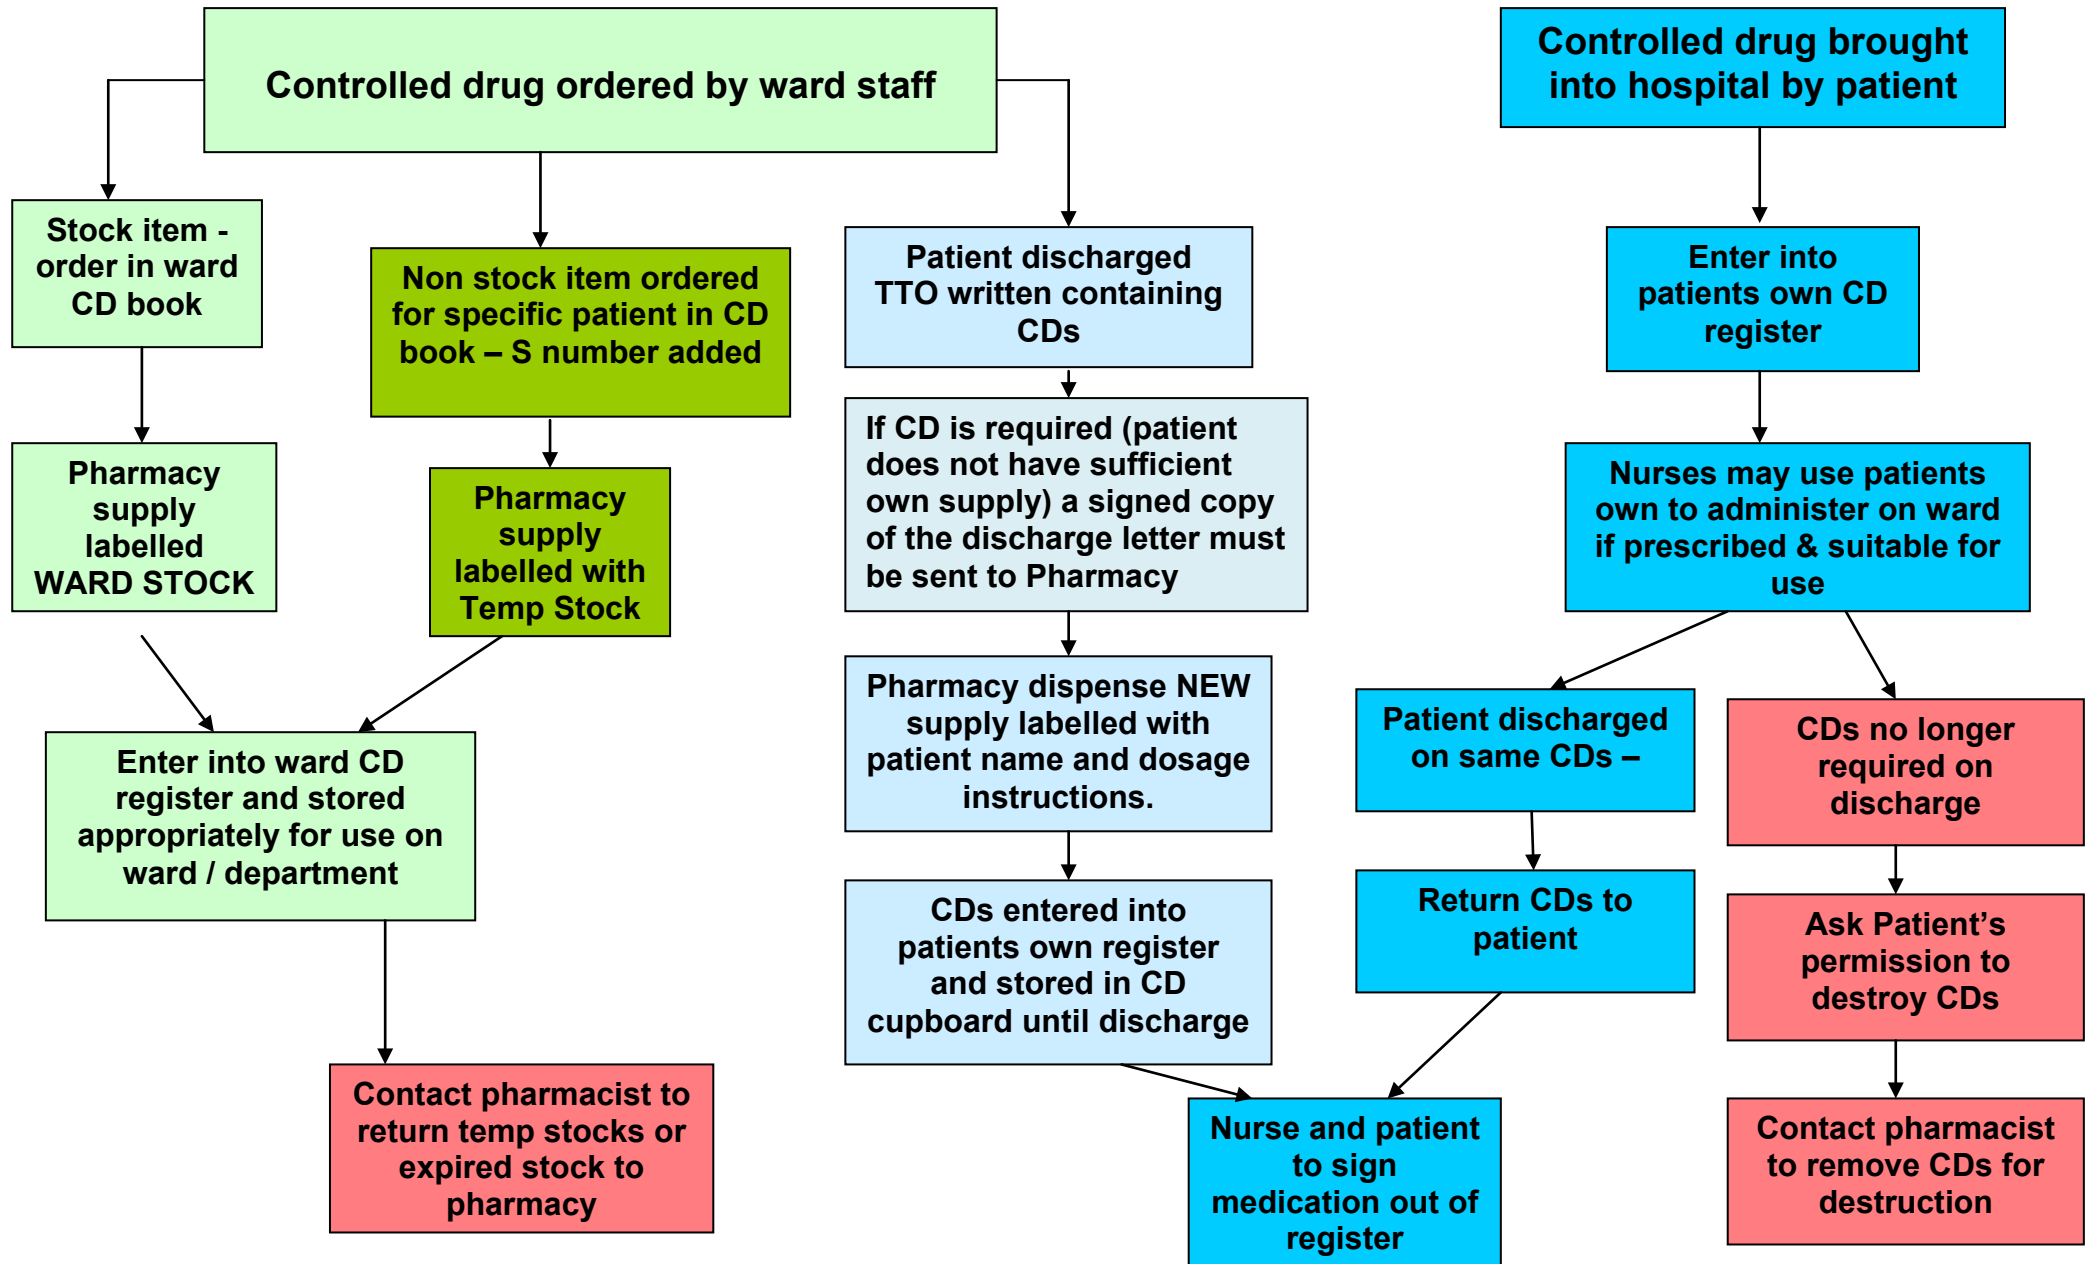 Controlled drug ordered by ward staff
Controlled drug brought
into hospital by patient
Stock item -
order in ward
CD book
Non stock item ordered
for specific patient in CD
book – S number added
Patient discharged
TTO written containing
CDs
Enter into
patients own CD
register
Pharmacy
supply
labelled
WARD STOCK
Pharmacy
supply
labelled with
Temp Stock
If CD is required (patient
does not have sufficient
own supply) a signed copy
of the discharge letter must
be sent to Pharmacy
Nurses may use patients
own to administer on ward
if prescribed & suitable for
use
Enter into ward CD
register and stored
appropriately for use on
ward / department
Pharmacy dispense NEW
supply labelled with
patient name and dosage
instructions.
Patient discharged
on same CDs –
CDs no longer
required on
discharge
CDs entered into
patients own register
and stored in CD
cupboard until discharge
Return CDs to
patient
Ask Patient’s
permission to
destroy CDs
Contact pharmacist to
return temp stocks or
expired stock to
pharmacy
Nurse and patient
to sign
medication out of
register
Contact pharmacist
to remove CDs for
destruction